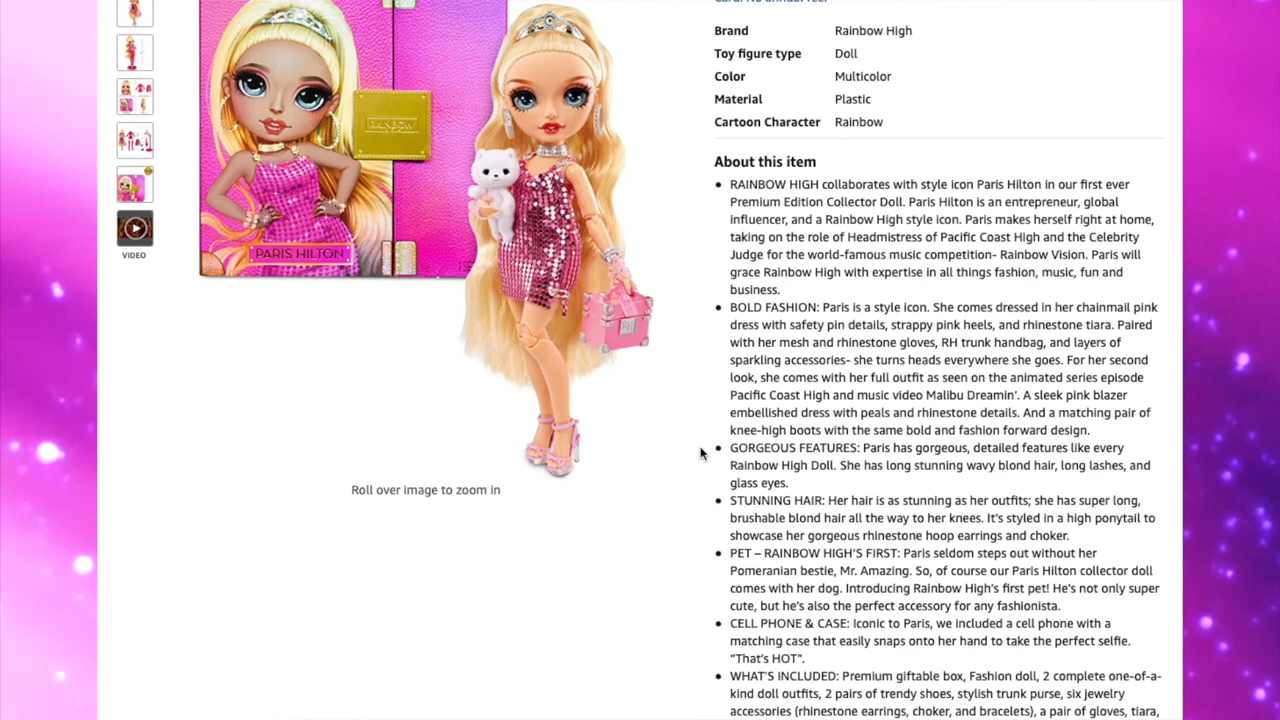 Brand Rainbow High
Toy figure type Doll
Color Multicolor
Material Plastic
Cartoon Character Rainbow
RAINBOW
PARIS HILTON
VIDEO
Roll over image to zoom in
About this item
RAINBOW HIGH collaborates with style icon Paris Hilton in our first ever
Premium Edition Collector Doll. Paris Hilton is an entrepreneur, global
influencer, and a Rainbow High style icon. Paris makes herself right at home,
taking on the role of Headmistress of Pacific Coast High and the Celebrity
Judge for the world-famous music competition- Rainbow Vision. Paris will
grace Rainbow High with expertise in all things fashion, music, fun and
business.
BOLD FASHION: Paris is a style icon. She comes dressed in her chainmail pink
dress with safety pin details, strappy pink heels, and rhinestone tiara. Paired
with her mesh and rhinestone gloves, RH trunk handbag, and layers of
sparkling accessories- she turns heads everywhere she goes. For her second
look, she comes with her full outfit as seen on the animated series episode
Pacific Coast High and music video Malibu Dreamin’. A sleek pink blazer
embellished dress with peals and rhinestone details. And a matching pair of
knee-high boots with the same bold and fashion forward design.
GORGEOUS FEATURES: Paris has gorgeous, detailed features like every
Rainbow High Doll. She has long stunning wavy blond hair, long lashes, and
glass eyes.
STUNNING HAIR: Her hair is as stunning as her outfits; she has super long,
brushable blond hair all the way to her knees. It’s styled in a high ponytail to
showcase her gorgeous rhinestone hoop earrings and choker.
PET – RAINBOW HIGH’S FIRST: Paris seldom steps out without her
Pomeranian bestie, Mr. Amazing. So, of course our Paris Hilton collector doll
comes with her dog. Introducing Rainbow High’s first pet! He’s not only super
cute, but he’s also the perfect accessory for any fashionista.
CELL PHONE & CASE: Iconic to Paris, we included a cell phone with a
matching case that easily snaps onto her hand to take the perfect selfie.
“That’s HOT”.
WHAT'S INCLUDED: Premium giftable box, Fashion doll, 2 complete one-of-a-
kind doll outfits, 2 pairs of trendy shoes, stylish trunk purse, six jewelry
accessories (rhinestone earrings, choker, and bracelets), a pair of gloves, tiara,